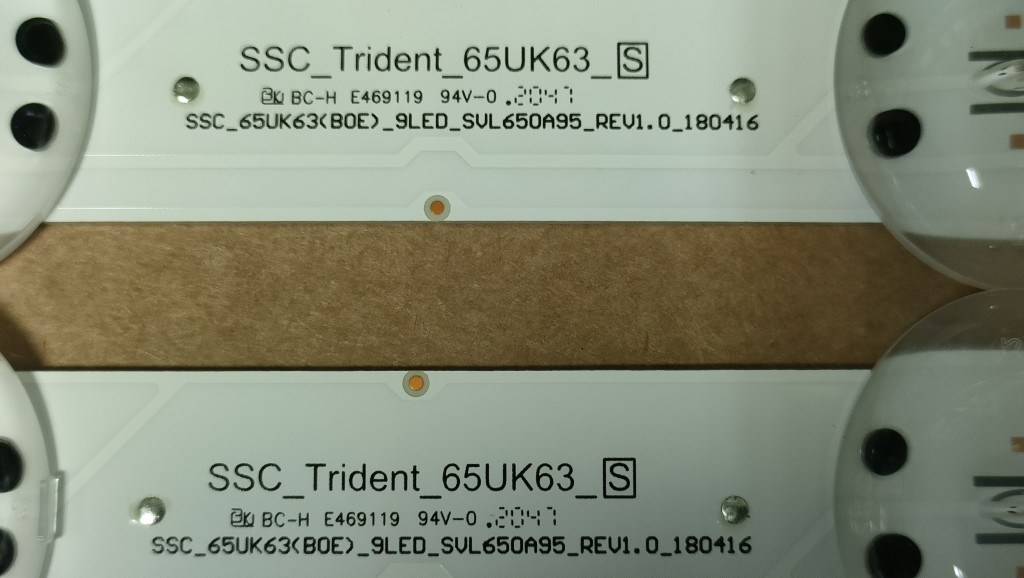 SSC_Trident_65UK63_S
BC-H E469119 94V-0 .2047
SSC_65UK63(BOE)_9LED_SVL650A95_REV1.0_180416
SSC_Trident_65UK63_S
BC-H E469119 94V-0 .2047
SSC_65UK63(BOE)_9LED_SVL650A95_REV1.0_180416